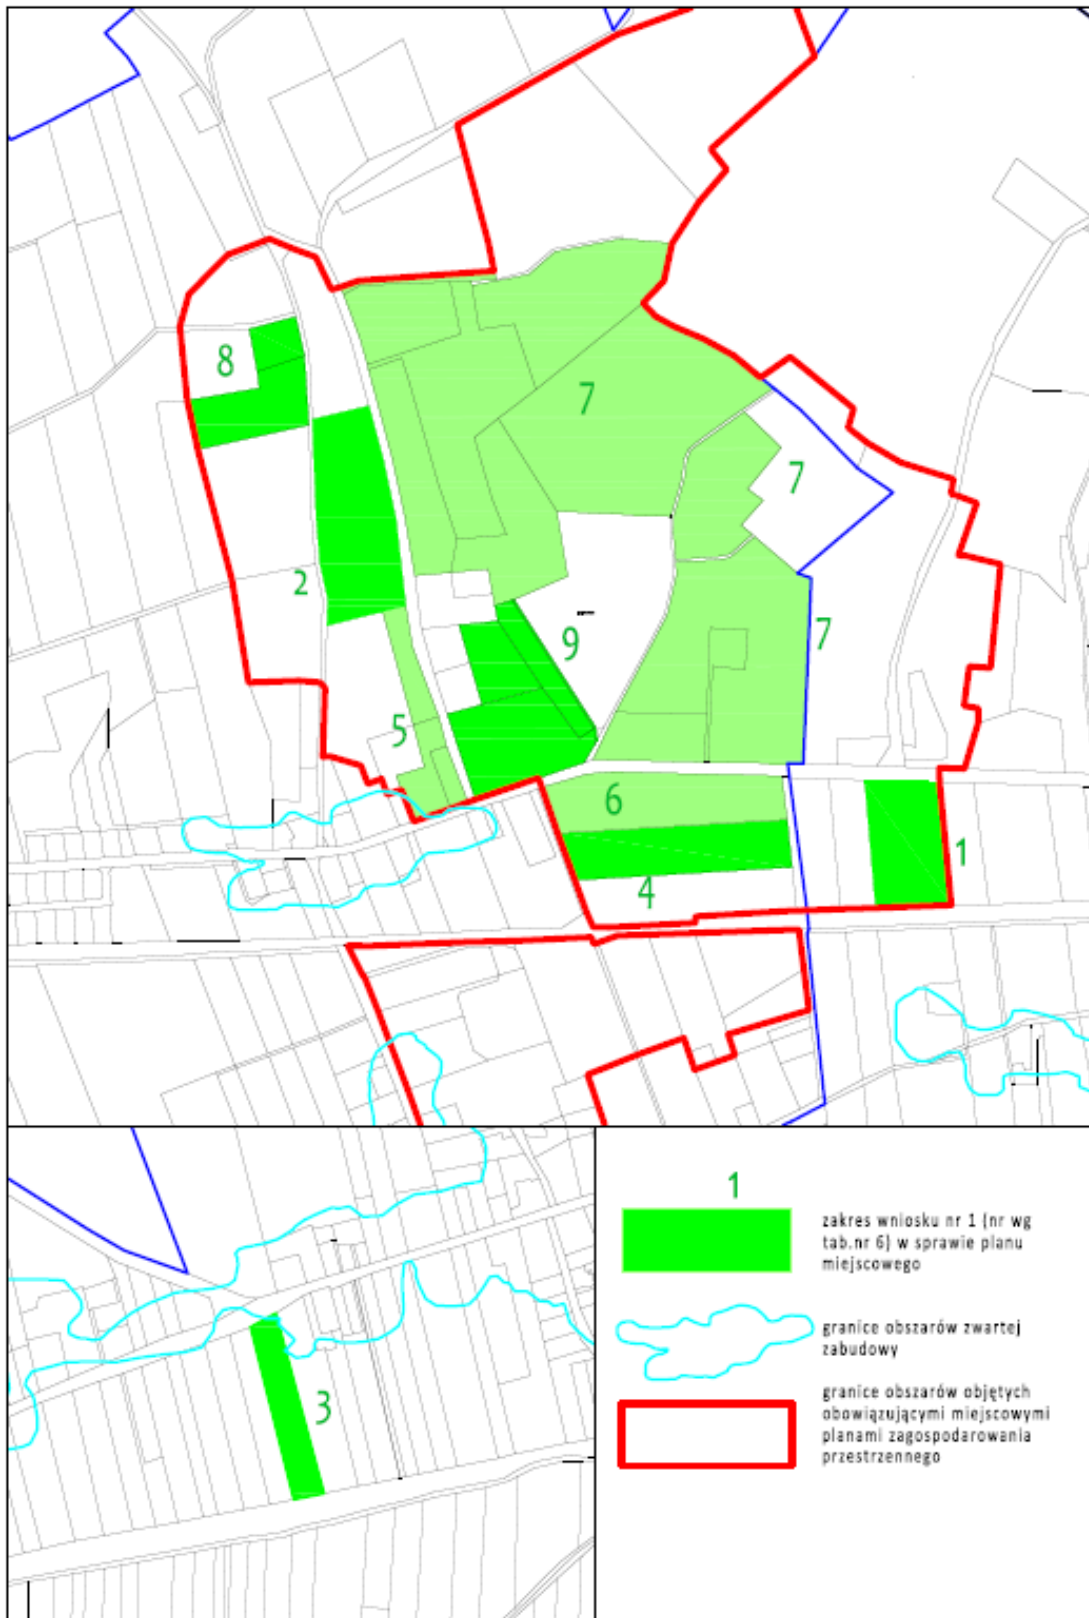 8
7
7
2
9
7
5
6
1
4
3
1
zakres wniosku nr 1 (nr wg
tab.nr 6) w sprawie planu
miejscowego
granice obszarów zwartej
zabudowy
granice obszarów objętych
obowiązującymi miejscowymi
planami zagospodarowania
przestrzennego